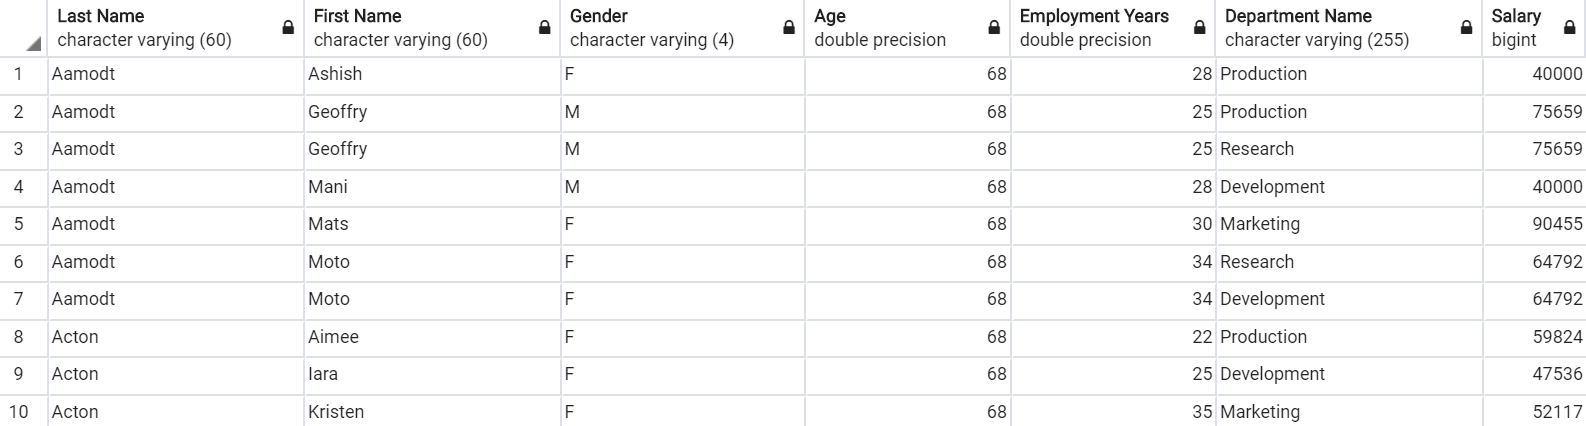 Last Name First Name Gender Age Employment Years Department Name Salary
character varying (60) character varying (60) character varying (4) double precision double precision character varying (255) bigint
1 Aamodt Ashish F 68 28 Production 40000
2 Aamodt Geoffry M 68 25 Production 75659
3 Aamodt Geoffry M 68 25 Research 75659
4 Aamodt Mani M 68 28 Development 40000
5 Aamodt Mats F 68 30 Marketing 90455
6 Aamodt Moto F 68 34 Research 64792
7 Aamodt Moto F 68 34 Development 64792
8 Acton Aimee F 68 22 Production 59824
9 Acton Iara F 68 25 Development 47536
10 Acton Kristen F 68 35 Marketing 52117